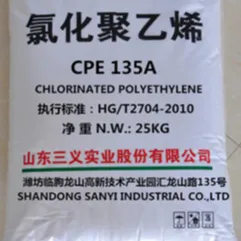 氯化聚乙烯
CPE 135A
CHLORINATED POLYETHYLENE
执行标准: HG/T2704-2010
净 重 N.W.: 25KG
山东三义实业股份有限公司
潍坊临朐龙山高新技术产业园汇龙山路135号
SHANDONG SANYI INDUSTRIAL CO.,LTD